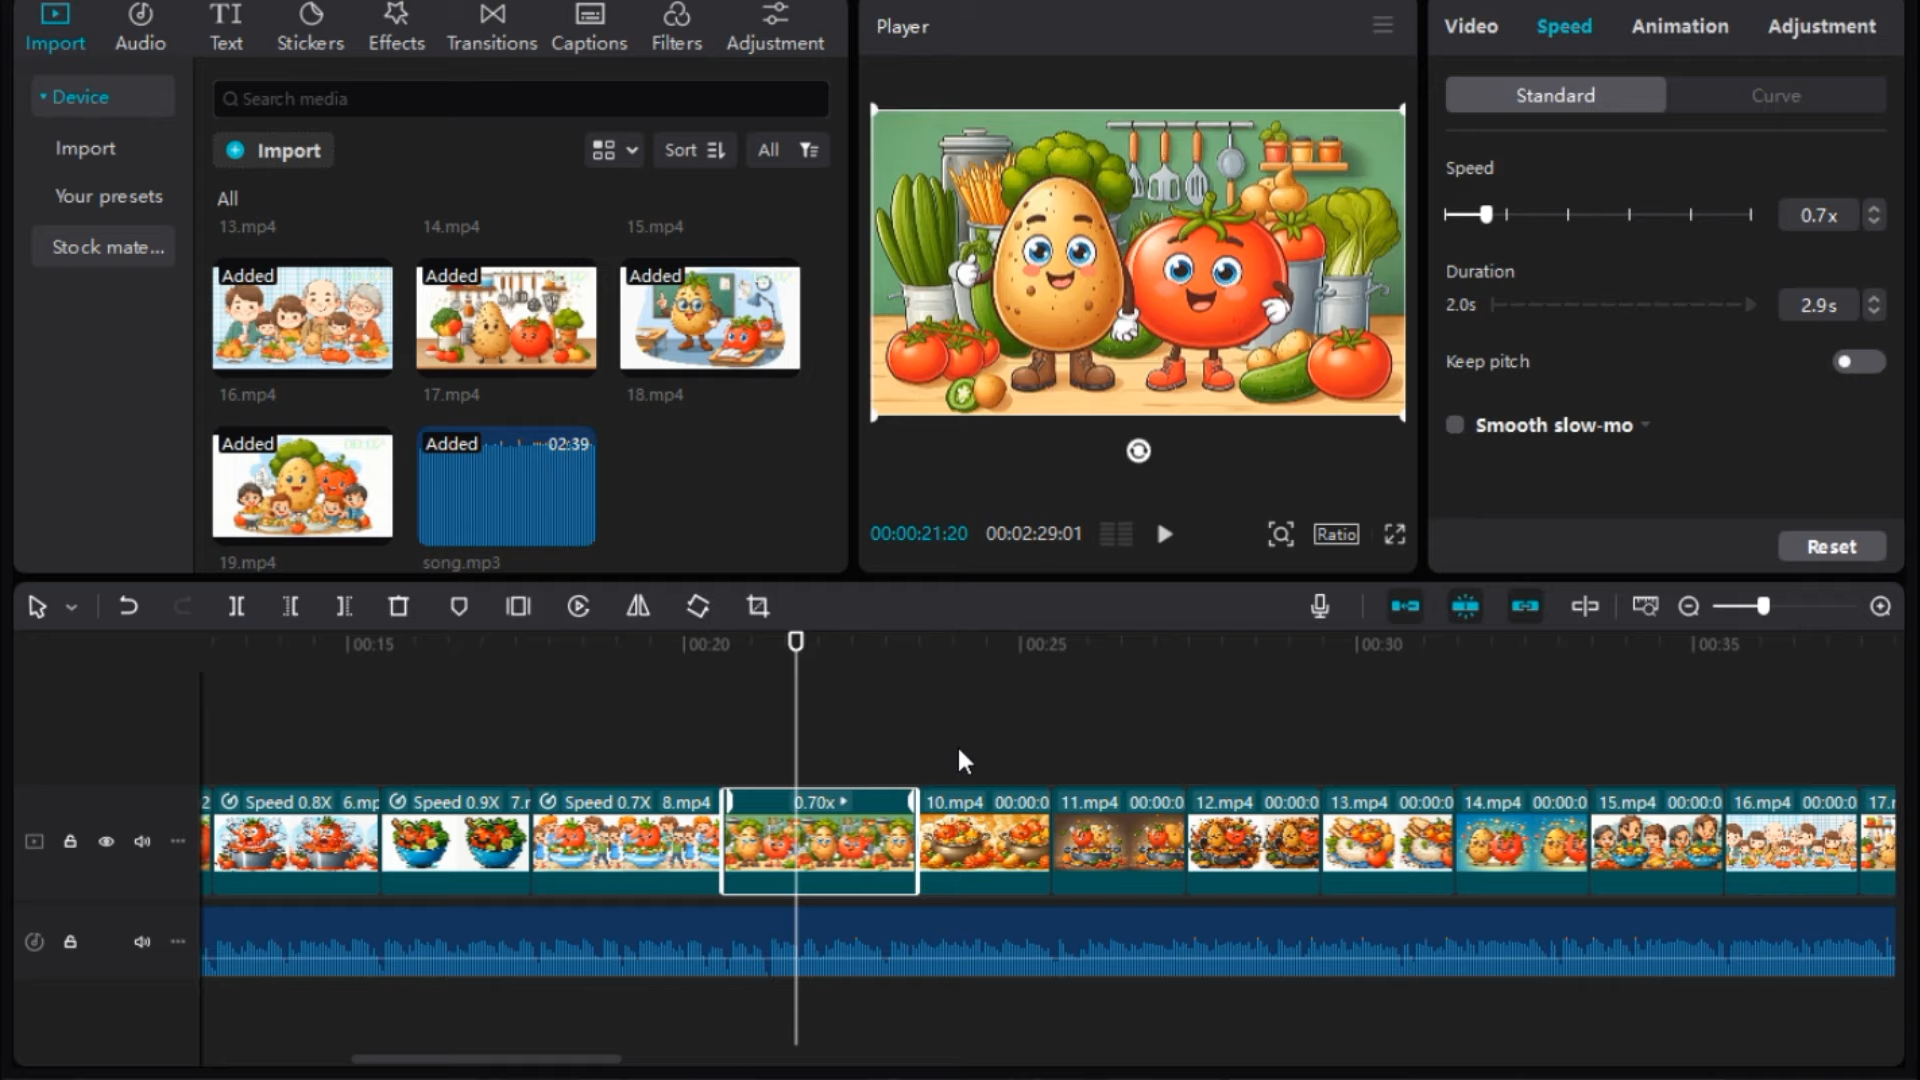 Import Audio Text Stickers Effects Transitions Captions Filters Adjustment
Device
Import
Your presets
Stock mate...
Search media
Import
Sort
All
All
13.mp4 14.mp4 15.mp4
Added Added Added
16.mp4 17.mp4 18.mp4
Added Added 02:39
19.mp4 song.mp3
Player
00:00:21:20 00:02:29:01
Ratio
Video Speed Animation Adjustment
Standard Curve
Speed
0.7x
Duration
2.0s 2.9s
Keep pitch
Smooth slow-mo
Reset
00:15 00:20 00:25 00:30 00:35
2 Speed 0.8X 6.mp Speed 0.9X 7.r Speed 0.7X 8.mp4 0.70x 10.mp4 00:00:0 11.mp4 00:00:0 12.mp4 00:00:0 13.mp4 00:00:0 14.mp4 00:00:0 15.mp4 00:00:0 16.mp4 00:00:0 17.r